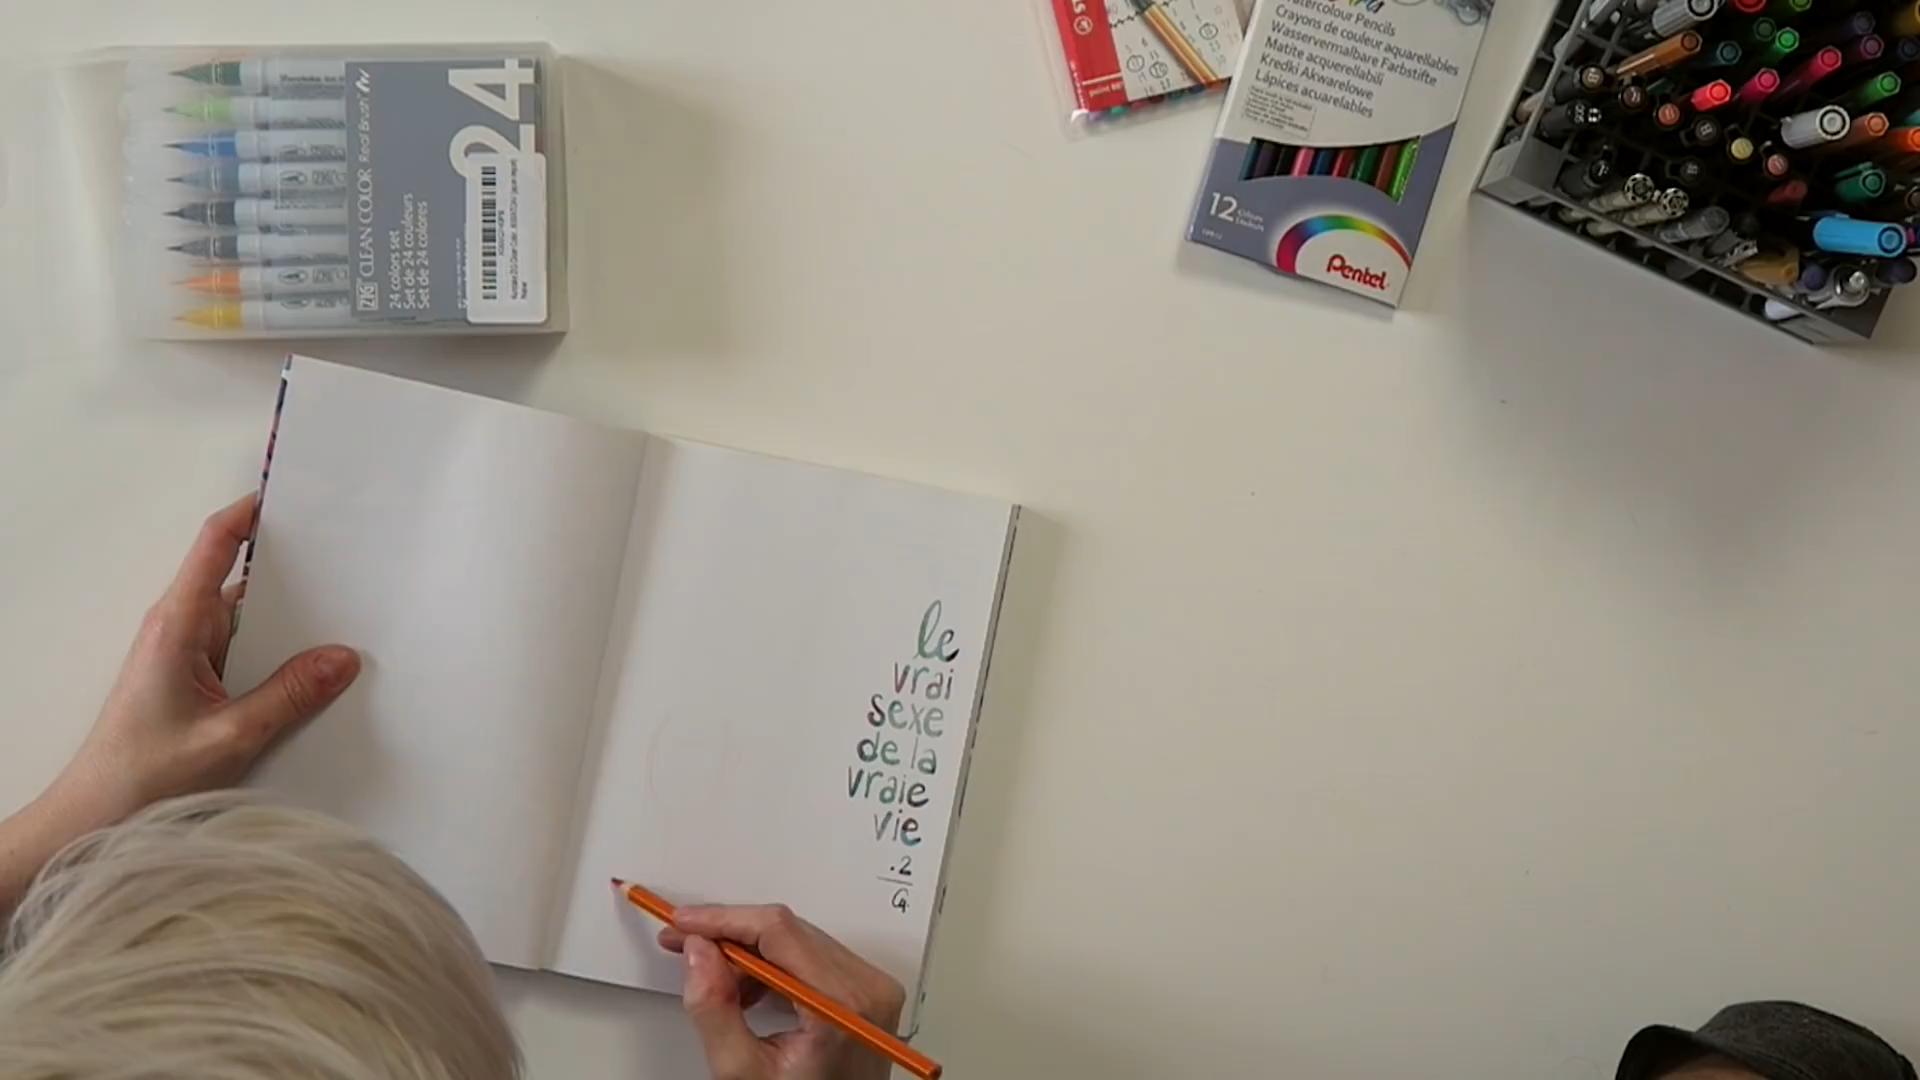 24
CLEAN COLOR Real Brush
ZIG
24 colors set
Set de 24 couleurs
Set de 24 colores
Watercolour Pencils
Crayons de couleur aquarellables
Wasservermalbare Farbstifte
Matite acquerellabili
Kredki Akwarelowe
Lápices acuarelables
12
Pentel
point 88
le
vrai
sexe
de la
vraie
vie
.2